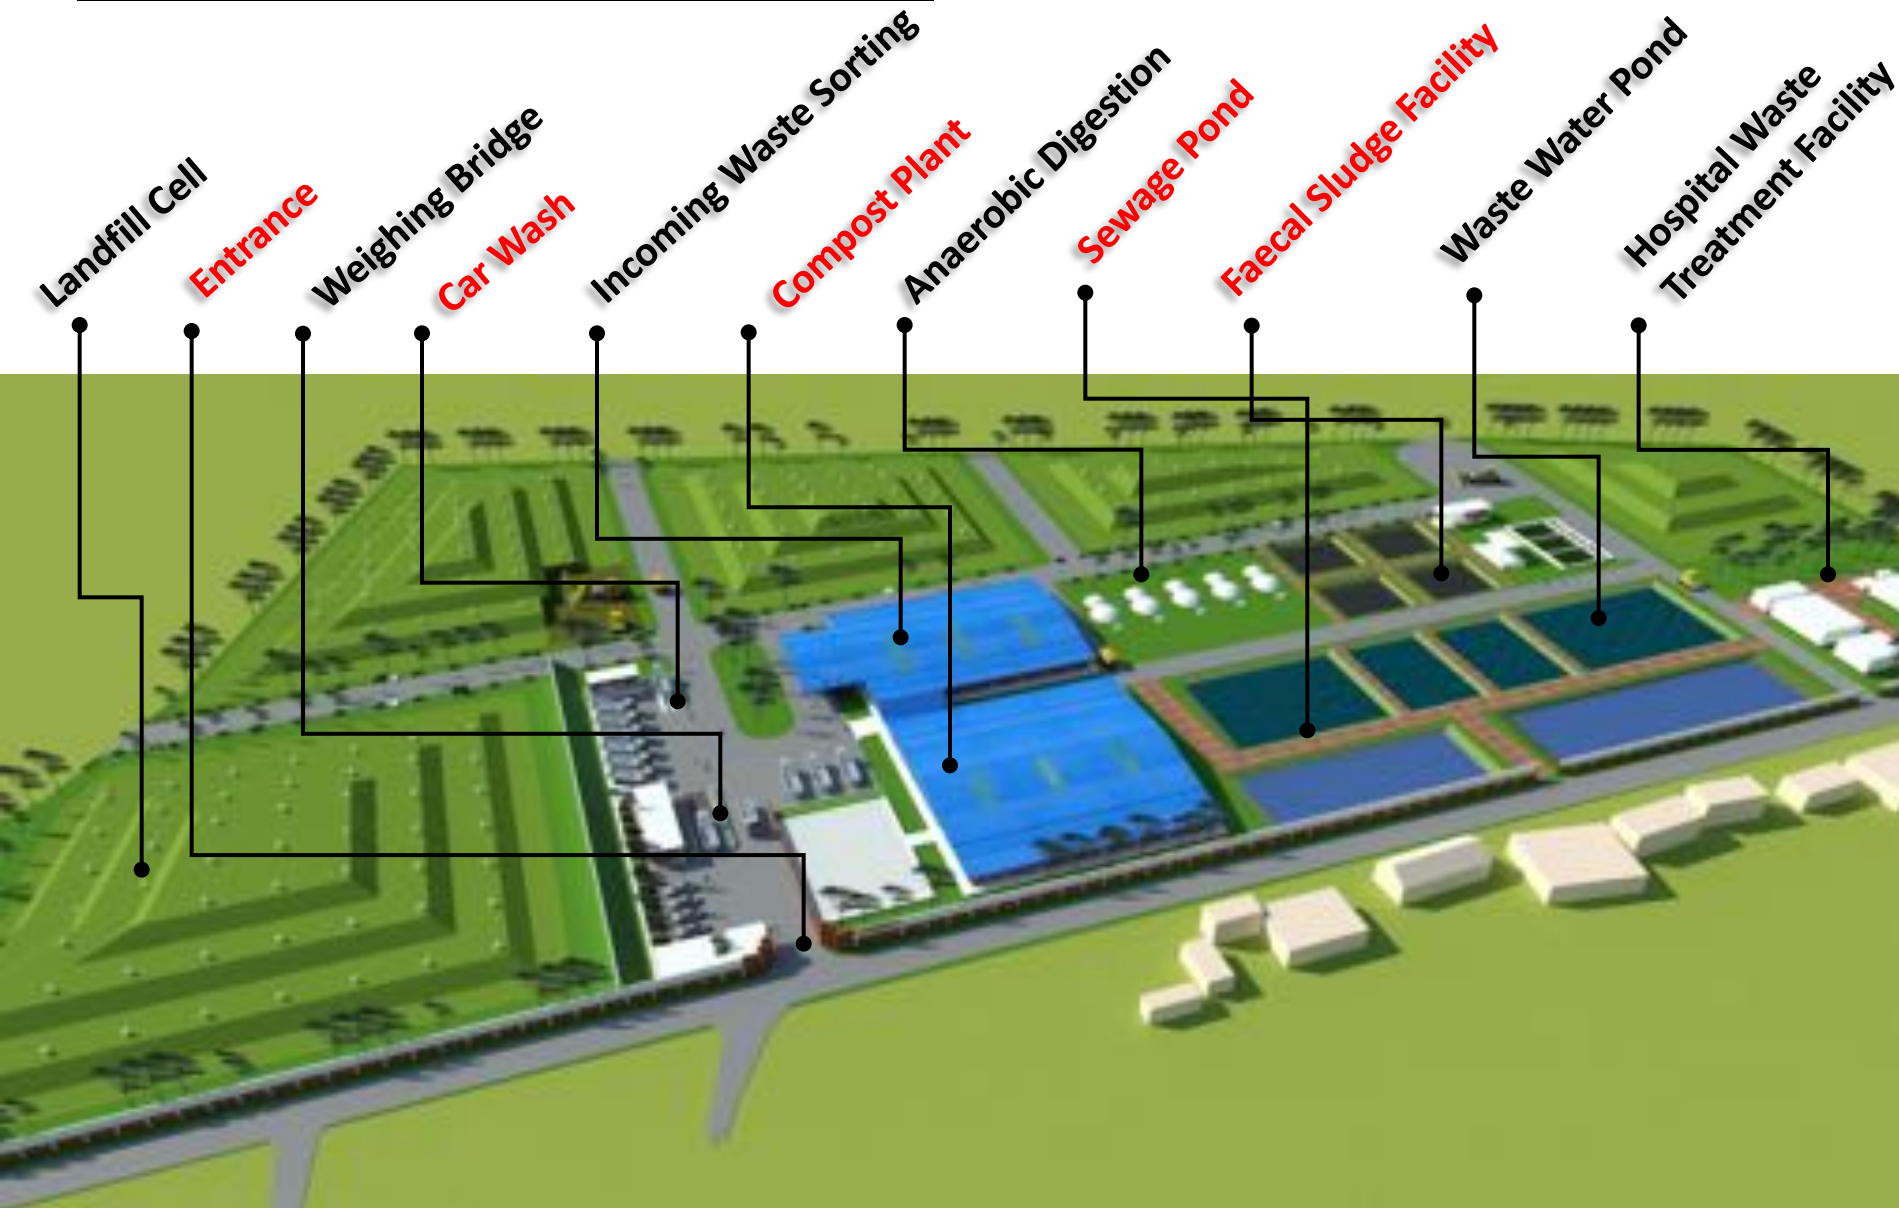 Landfill Cell
Entrance
Weighing Bridge
Car Wash
Incoming Waste Sorting
Compost Plant
Anaerobic Digestion
Sewage Pond
Faecal Sludge Facility
Waste Water Pond
Hospital Waste
Treatment Facility